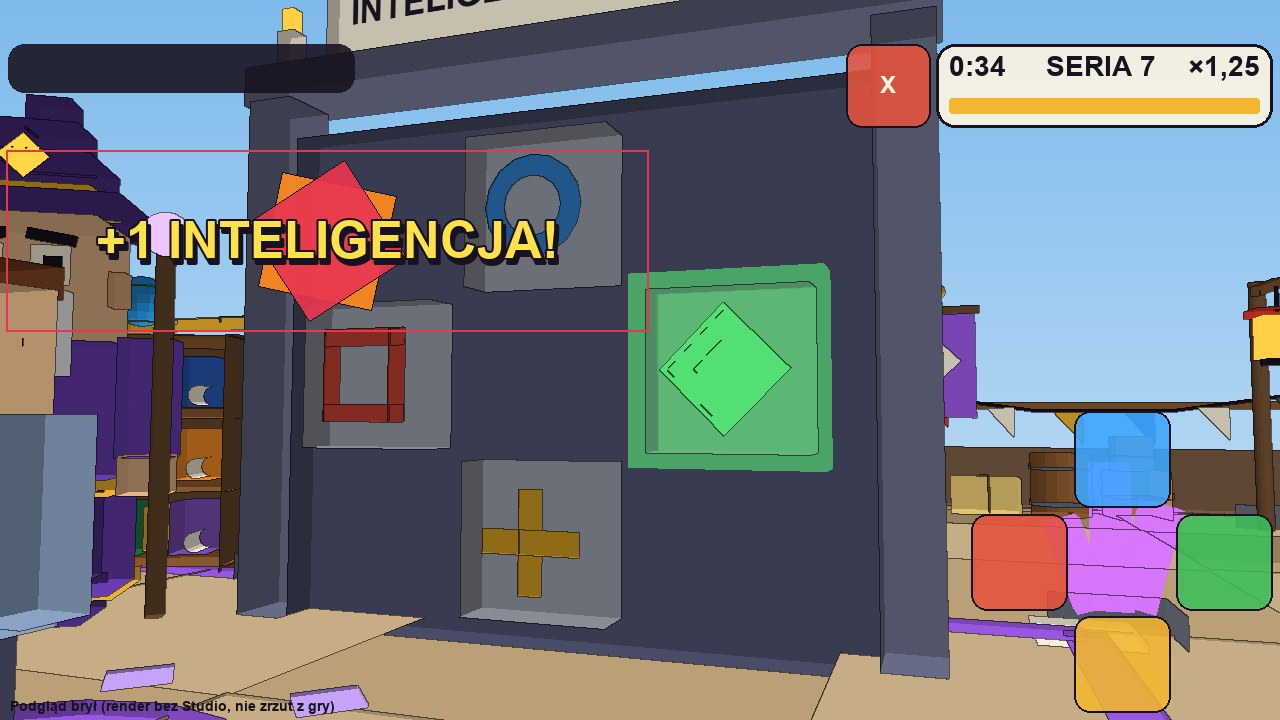 0:34 SERIA 7 ×1,25
X
+1 INTELIGENCJA!
Podgląd brył (render bez Studio, nie zrzut z gry)